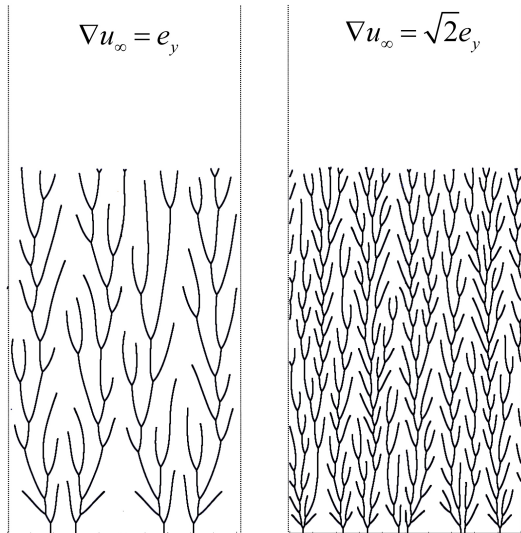 ∇u∞ = e_y
∇u∞ = √2e_y